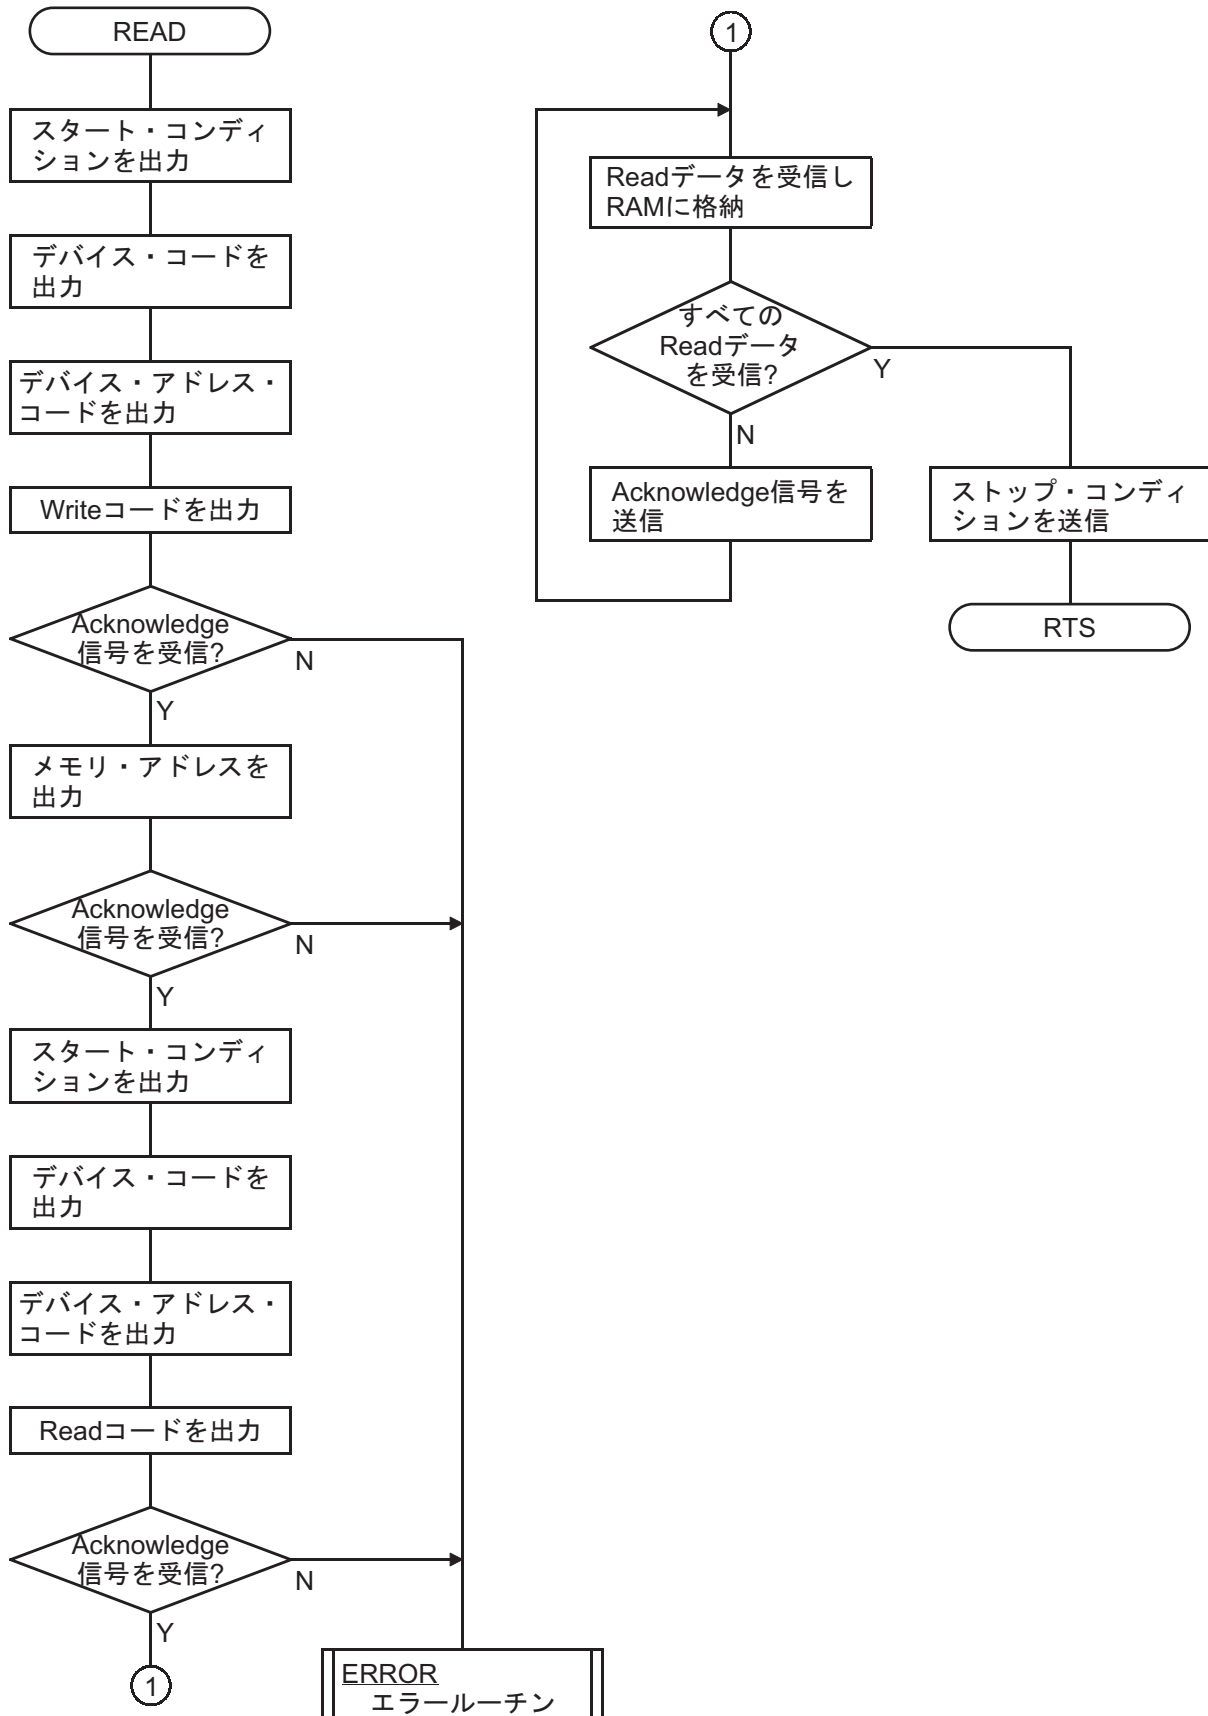 READ
スタート・コンディ
ションを出力
デバイス・コードを
出力
デバイス・アドレス・
コードを出力
Writeコードを出力
Acknowledge
信号を受信?
N
Y
メモリ・アドレスを
出力
Acknowledge
信号を受信?
N
Y
スタート・コンディ
ションを出力
デバイス・コードを
出力
デバイス・アドレス・
コードを出力
Readコードを出力
Acknowledge
信号を受信?
N
Y
1
ERROR
エラールーチン
1
Readデータを受信し
RAMに格納
すべての
Readデータ
を受信?
Y
N
Acknowledge信号を
送信
ストップ・コンディ
ションを送信
RTS